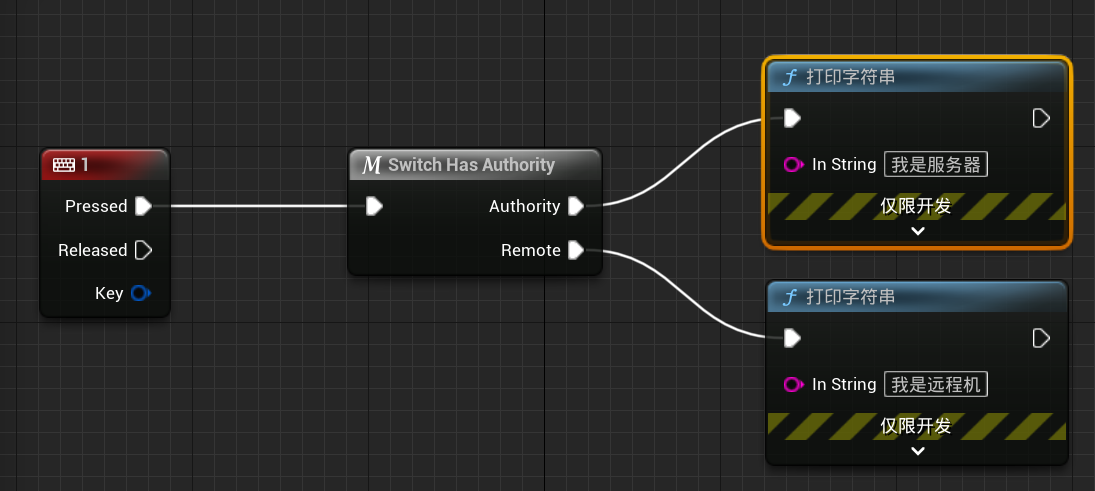 1
Pressed
Released
Key
M Switch Has Authority
Authority
Remote
f 打印字符串
In String 我是服务器
仅限开发
f 打印字符串
In String 我是远程机
仅限开发